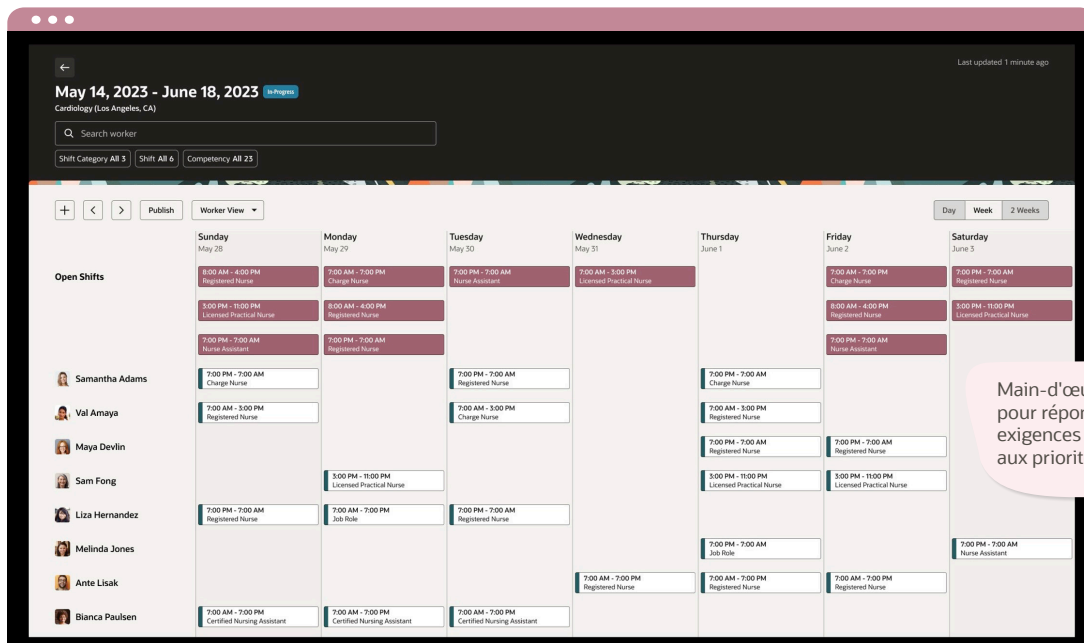 Last updated 1 minute ago
May 14, 2023 - June 18, 2023 In-Progress
Cardiology (Los Angeles, CA)
Search worker
Shift Category All 3 Shift All 6 Competency All 23
Publish Worker View Day Week 2 Weeks
Sunday Monday Tuesday Wednesday Thursday Friday Saturday
May 28 May 29 May 30 May 31 June 1 June 2 June 3
Open Shifts
8:00 AM - 4:00 PM 7:00 AM - 7:00 PM 7:00 PM - 7:00 AM 7:00 AM - 3:00 PM 7:00 AM - 7:00 PM 7:00 PM - 7:00 AM
Registered Nurse Charge Nurse Nurse Assistant Licensed Practical Nurse Charge Nurse Registered Nurse
3:00 PM - 11:00 PM 8:00 AM - 4:00 PM 8:00 AM - 4:00 PM 3:00 PM - 11:00 PM
Licensed Practical Nurse Registered Nurse Registered Nurse Licensed Practical Nurse
7:00 PM - 7:00 AM 7:00 PM - 7:00 AM 7:00 PM - 7:00 AM
Nurse Assistant Registered Nurse Nurse Assistant
Samantha Adams
7:00 PM - 7:00 AM 7:00 PM - 7:00 AM 7:00 PM - 7:00 AM
Charge Nurse Registered Nurse Charge Nurse
Val Amaya
7:00 AM - 3:00 PM 7:00 AM - 3:00 PM 7:00 AM - 3:00 PM
Registered Nurse Charge Nurse Registered Nurse
Main-d'œu
pour répon
exigences
aux priorit
Maya Devlin
7:00 PM - 7:00 AM 7:00 PM - 7:00 AM
Registered Nurse Registered Nurse
Sam Fong
3:00 PM - 11:00 PM 3:00 PM - 11:00 PM 3:00 PM - 11:00 PM
Licensed Practical Nurse Licensed Practical Nurse Licensed Practical Nurse
Liza Hernandez
7:00 PM - 7:00 AM 7:00 AM - 7:00 PM 7:00 PM - 7:00 AM
Registered Nurse Job Role Registered Nurse
Melinda Jones
7:00 PM - 7:00 AM 7:00 PM - 7:00 AM
Job Role Nurse Assistant
Ante Lisak
7:00 AM - 7:00 PM 7:00 AM - 7:00 PM 7:00 AM - 7:00 PM
Registered Nurse Registered Nurse Registered Nurse
Bianca Paulsen
7:00 AM - 7:00 PM 7:00 AM - 7:00 PM 7:00 AM - 7:00 PM
Certified Nursing Assistant Certified Nursing Assistant Certified Nursing Assistant